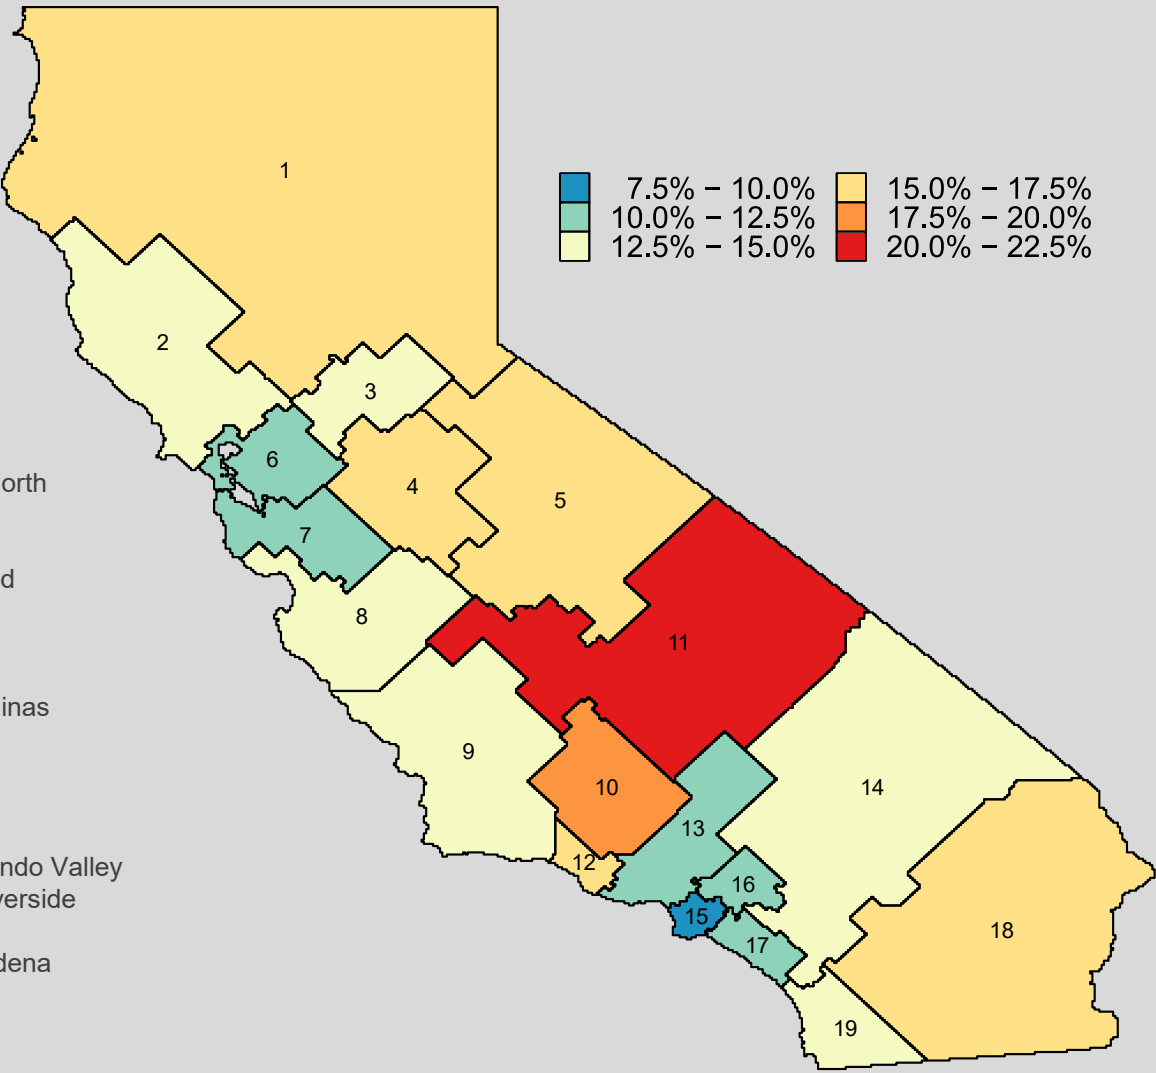 1
7.5% − 10.0% 15.0% − 17.5%
10.0% − 12.5% 17.5% − 20.0%
12.5% − 15.0% 20.0% − 22.5%
2
3
6
orth
4
5
7
d
8
11
inas
9
10
14
13
12
ndo Valley
16
verside
15
18
17
dena
19